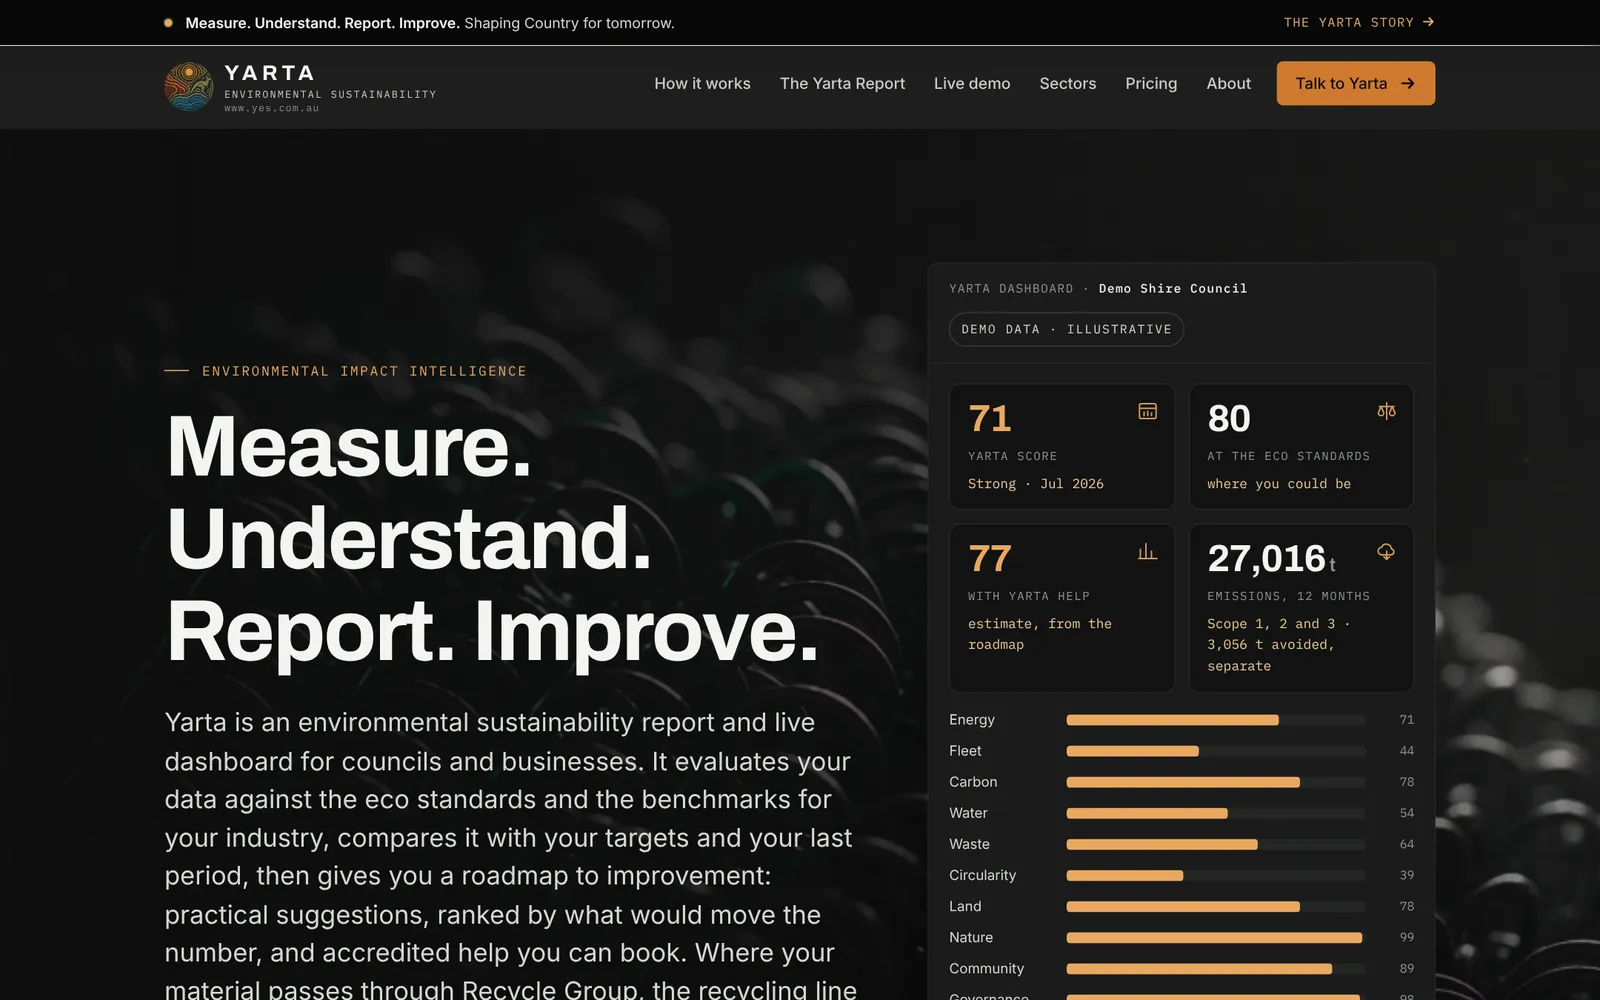 Measure. Understand. Report. Improve. Shaping Country for tomorrow.
THE YARTA STORY →
YARTA
ENVIRONMENTAL SUSTAINABILITY
www.yes.com.au
How it works
The Yarta Report
Live demo
Sectors
Pricing
About
Talk to Yarta →
ENVIRONMENTAL IMPACT INTELLIGENCE
Measure.
Understand.
Report. Improve.
Yarta is an environmental sustainability report and live
dashboard for councils and businesses. It evaluates your
data against the eco standards and the benchmarks for
your industry, compares it with your targets and your last
period, then gives you a roadmap to improvement:
practical suggestions, ranked by what would move the
number, and accredited help you can book. Where your
material passes through Recycle Group, the recycling line
YARTA DASHBOARD · Demo Shire Council
DEMO DATA · ILLUSTRATIVE
71
YARTA SCORE
Strong · Jul 2026
80
AT THE ECO STANDARDS
where you could be
77
WITH YARTA HELP
estimate, from the
roadmap
27,016 t
EMISSIONS, 12 MONTHS
Scope 1, 2 and 3 ·
3,056 t avoided,
separate
Energy 71
Fleet 44
Carbon 78
Water 54
Waste 64
Circularity 39
Land 78
Nature 99
Community 89
Governance 98